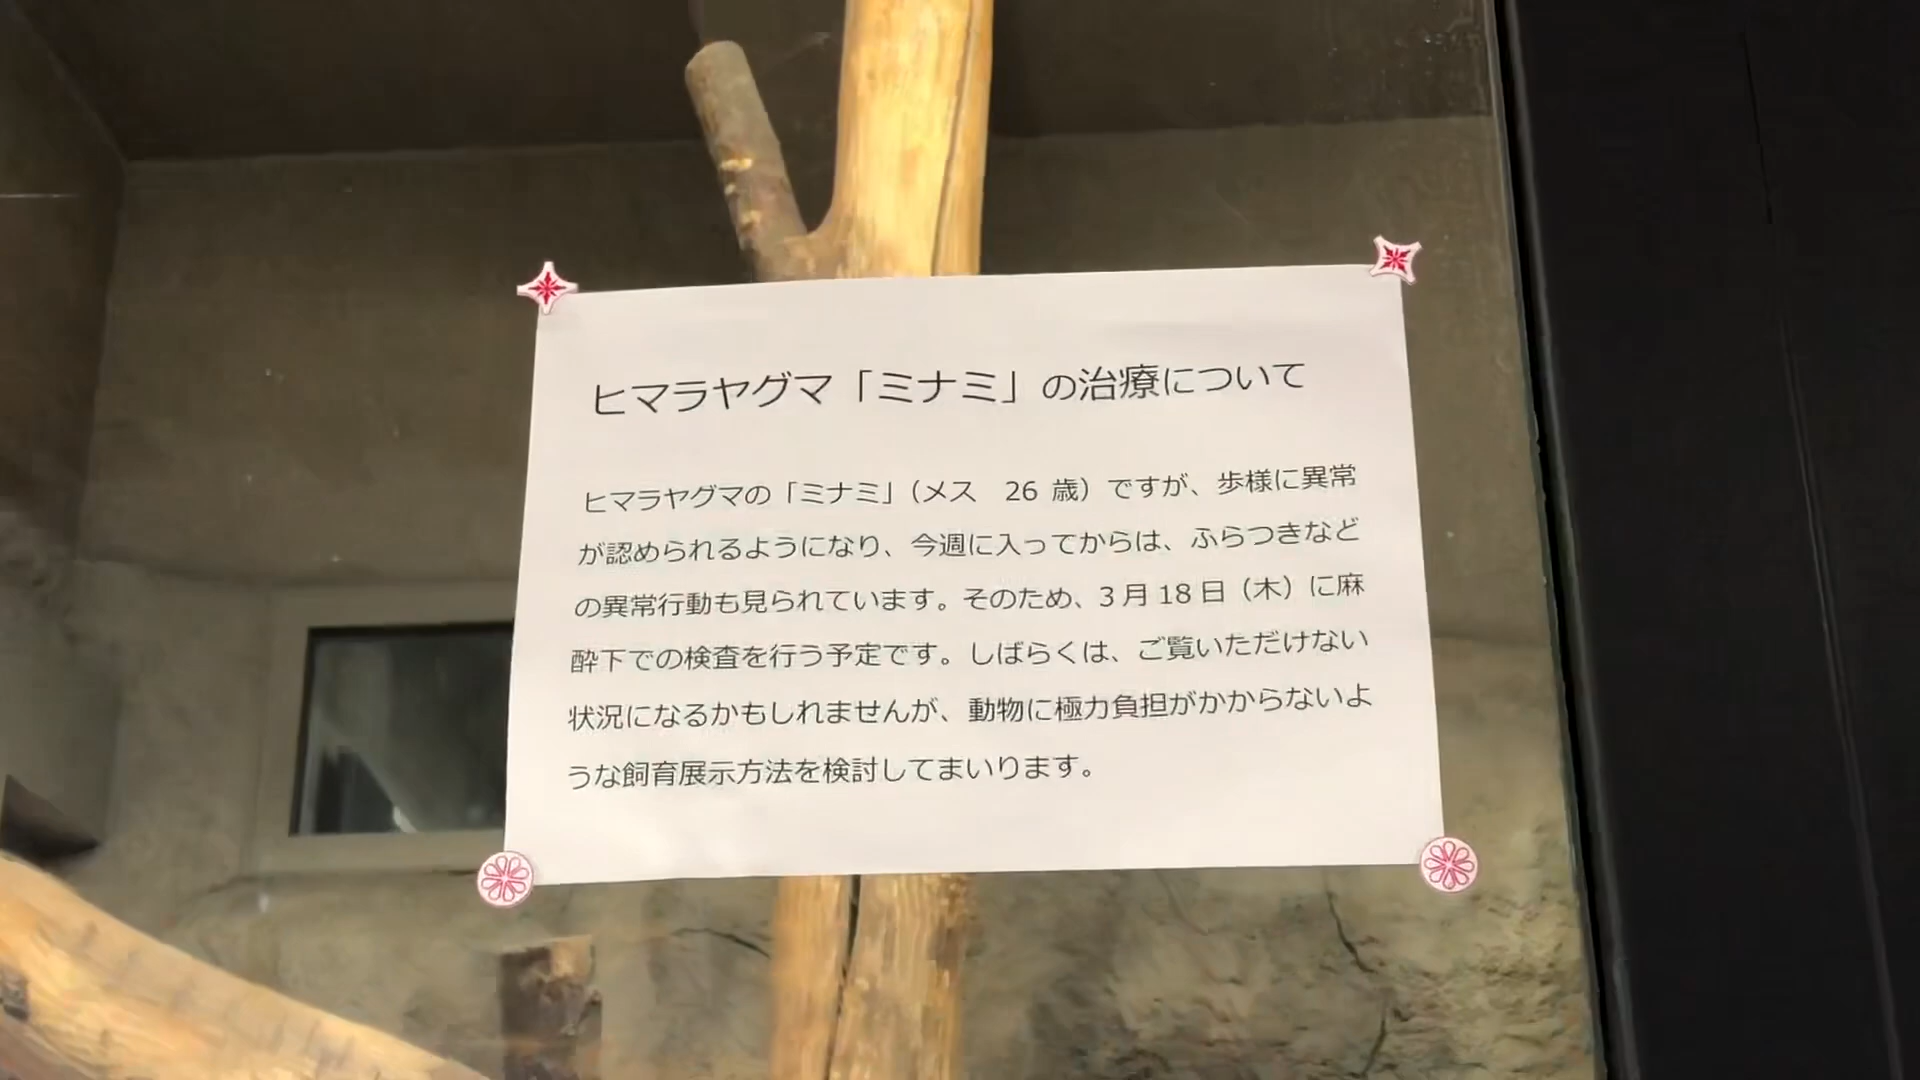 ヒマラヤグマ「ミナミ」の治療について
ヒマラヤグマの「ミナミ」（メス　26 歳）ですが、歩様に異常
が認められるようになり、今週に入ってからは、ふらつきなど
の異常行動も見られています。そのため、3 月 18 日（木）に麻
酔下での検査を行う予定です。しばらくは、ご覧いただけない
状況になるかもしれませんが、動物に極力負担がかからないよ
うな飼育展示方法を検討してまいります。